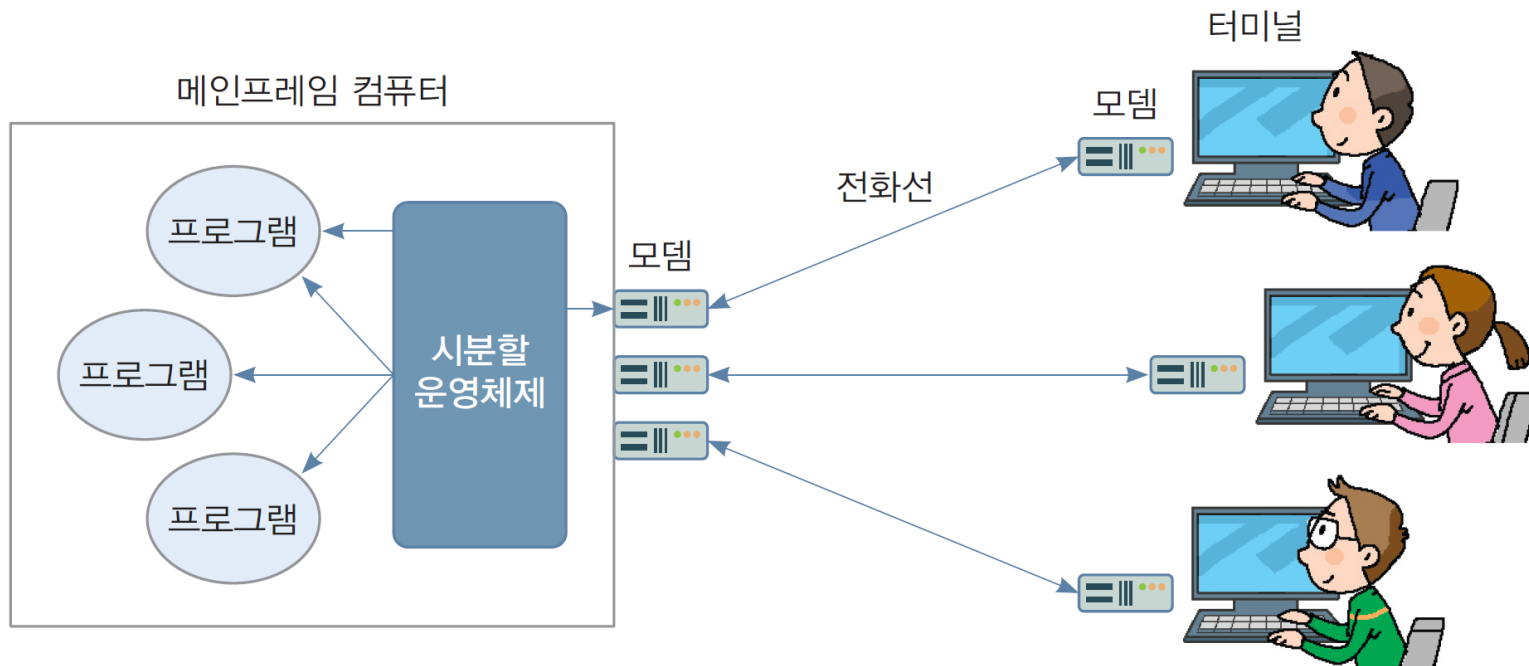 터미널
메인프레임 컴퓨터
모뎀
전화선
프로그램
모뎀
시분할
운영체제
프로그램
프로그램